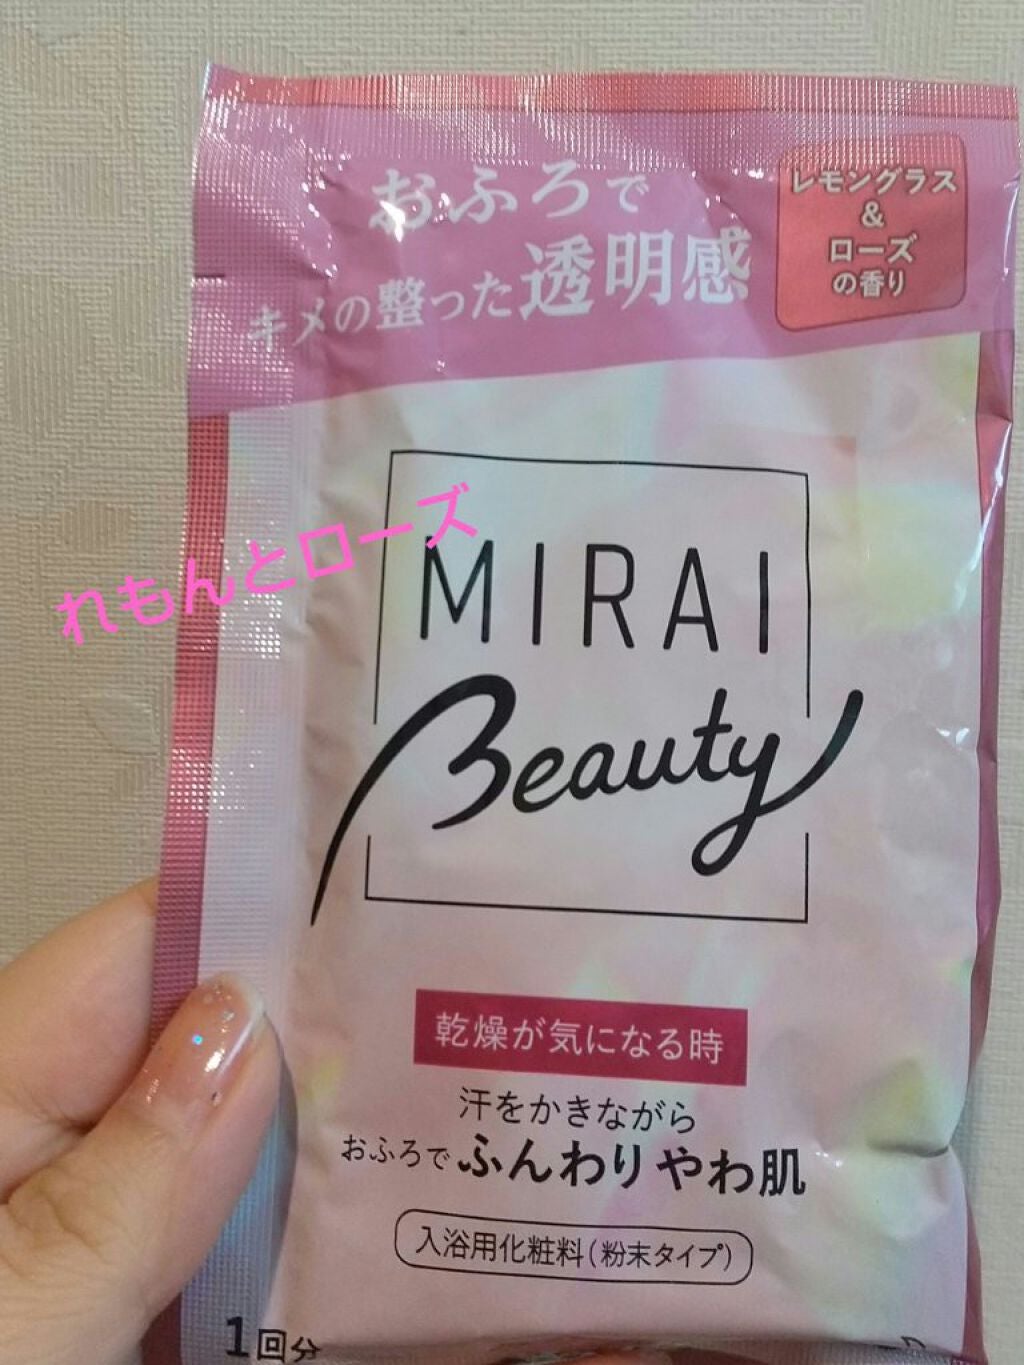 おふろで
キメの整った透明感
レモングラス
&
ローズ
の香り
れもんとローズ
MIRAI
Beauty
乾燥が気になる時
汗をかきながら
おふろでふんわりやわ肌
入浴用化粧料(粉末タイプ)
1回分